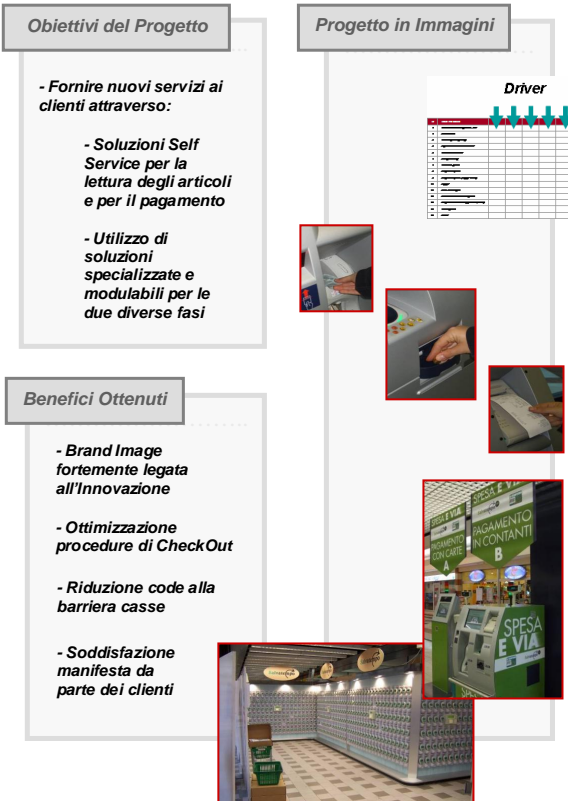 Obiettivi del Progetto
- Fornire nuovi servizi ai
clienti attraverso:
- Soluzioni Self
Service per la
lettura degli articoli
e per il pagamento
- Utilizzo di
soluzioni
specializzate e
modulabili per le
due diverse fasi
Benefici Ottenuti
- Brand Image
fortemente legata
all'Innovazione
- Ottimizzazione
procedure di CheckOut
- Riduzione code alla
barriera casse
- Soddisfazione
manifesta da
parte dei clienti
Progetto in Immagini
Driver
SPESA E VIA
PAGAMENTO
CON CARTE
A
SPESA E VIA
PAGAMENTO
IN CONTANTI
B
SPESA
E VIA